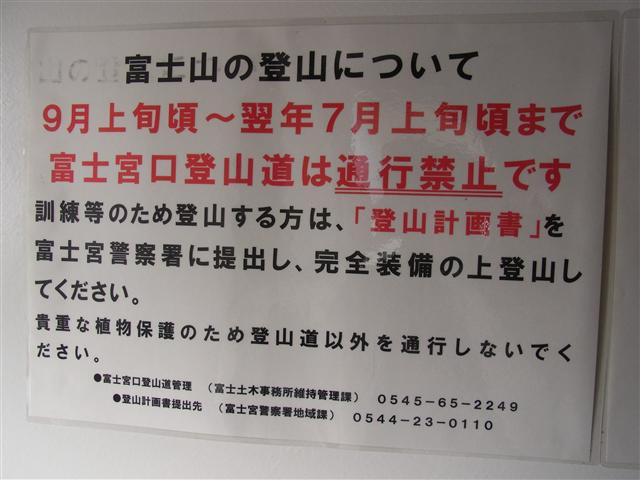 富士山の登山について
9月上旬頃～翌年7月上旬頃まで
富士宮口登山道は通行禁止です
訓練等のため登山する方は、「登山計画書」を
富士宮警察署に提出し、完全装備の上登山し
てください。
貴重な植物保護のため登山道以外を通行しないでく
ださい。
●富士宮口登山道管理 （富士土木事務所維持管理課） 0545-65-2249
●登山計画書提出先 （富士宮警察署地域課） 0544-23-0110